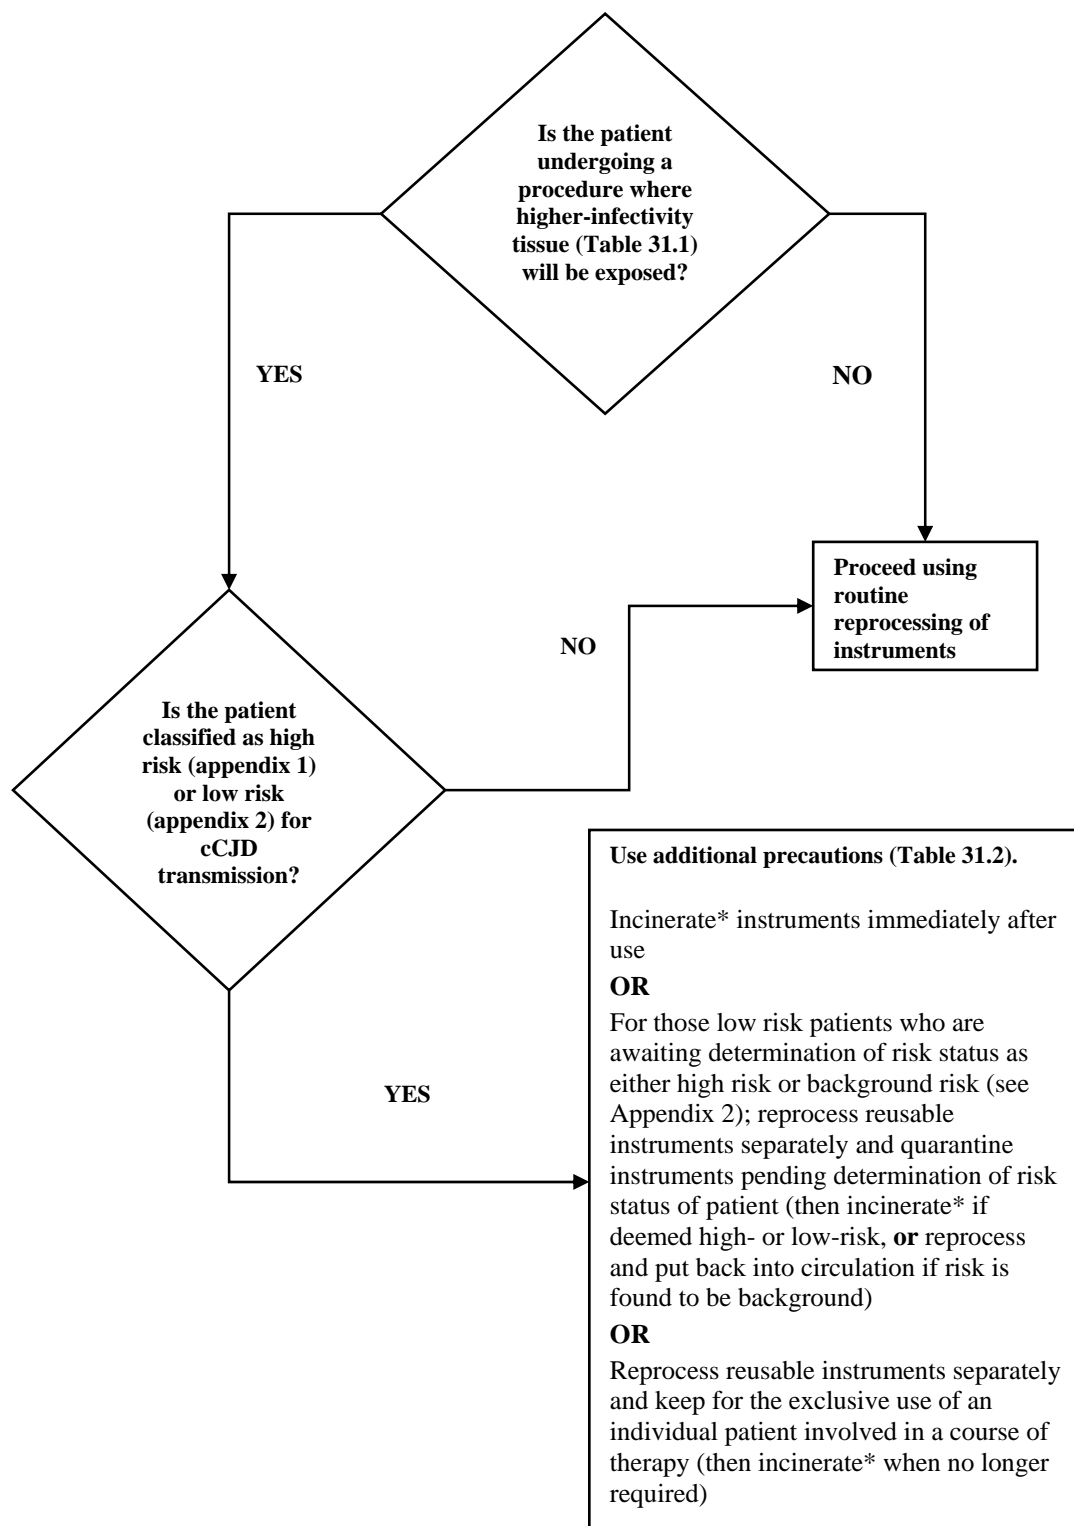 Is the patient
undergoing a
procedure where
higher-infectivity
tissue (Table 31.1)
will be exposed?
YES
NO
Proceed using
routine
reprocessing of
instruments
NO
Is the patient
classified as high
risk (appendix 1)
or low risk
(appendix 2) for
cCJD
transmission?
YES
Use additional precautions (Table 31.2).
Incinerate* instruments immediately after
use
OR
For those low risk patients who are
awaiting determination of risk status as
either high risk or background risk (see
Appendix 2); reprocess reusable
instruments separately and quarantine
instruments pending determination of risk
status of patient (then incinerate* if
deemed high- or low-risk, or reprocess
and put back into circulation if risk is
found to be background)
OR
Reprocess reusable instruments separately
and keep for the exclusive use of an
individual patient involved in a course of
therapy (then incinerate* when no longer
required)